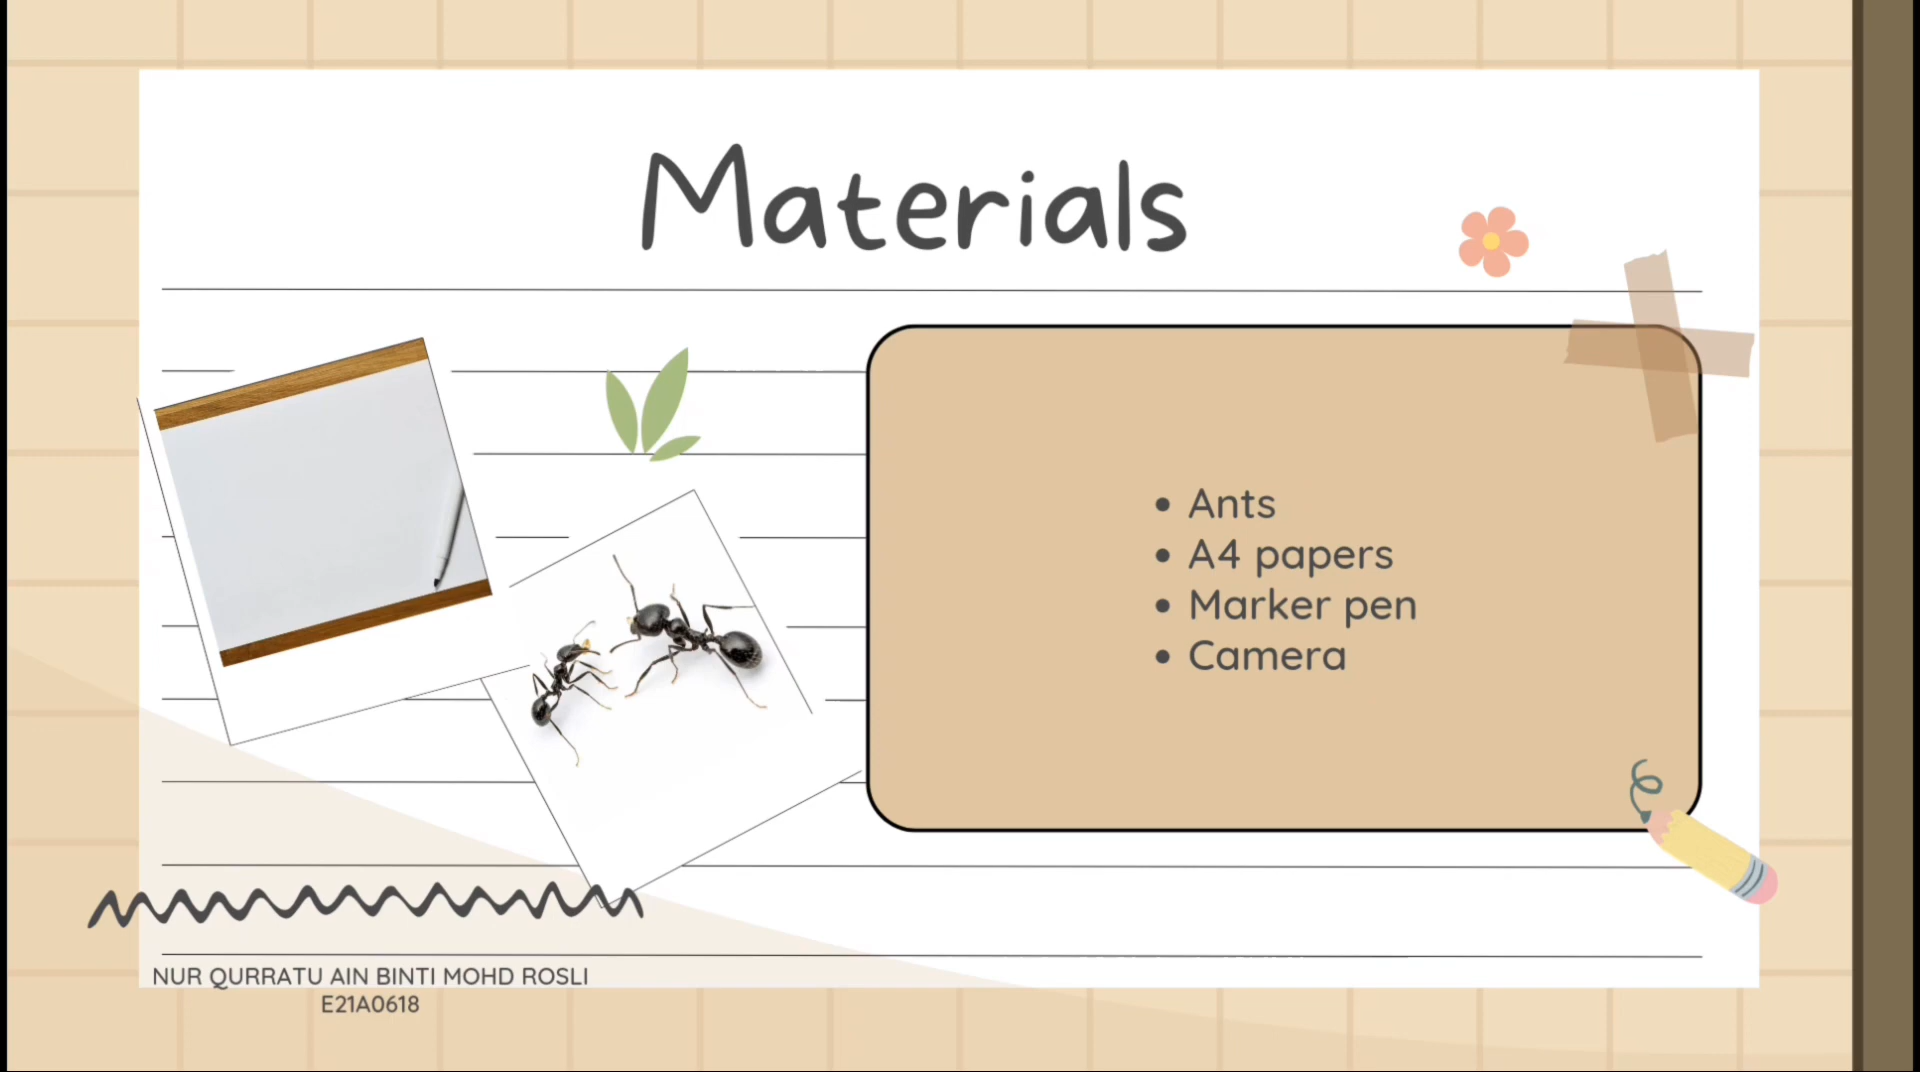 Materials
Ants
A4 papers
Marker pen
Camera
NUR QURRATU AIN BINTI MOHD ROSLI
E21A0618